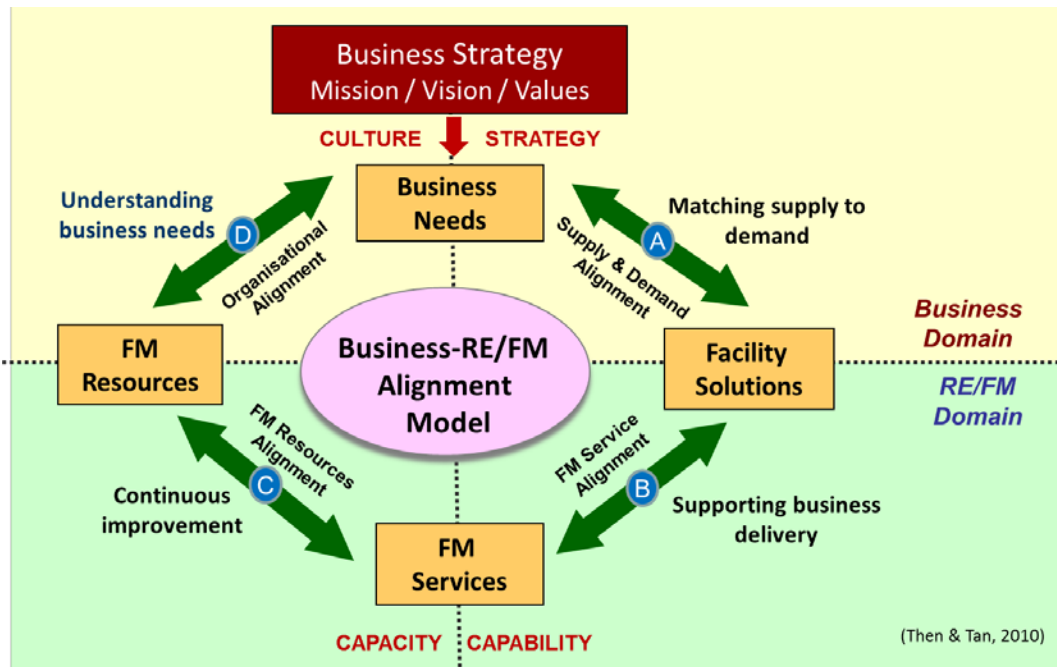 Business Strategy
Mission / Vision / Values
CULTURE
STRATEGY
Business
Needs
Understanding
business needs
D
Organisational
Alignment
A
Matching supply to
demand
Supply & Demand
Alignment
FM
Resources
Business-RE/FM
Alignment
Model
Facility
Solutions
Business
Domain
RE/FM
Domain
FM Resources
Alignment
C
Continuous
improvement
FM Service
Alignment
B
Supporting business
delivery
FM
Services
CAPACITY
CAPABILITY
(Then & Tan, 2010)